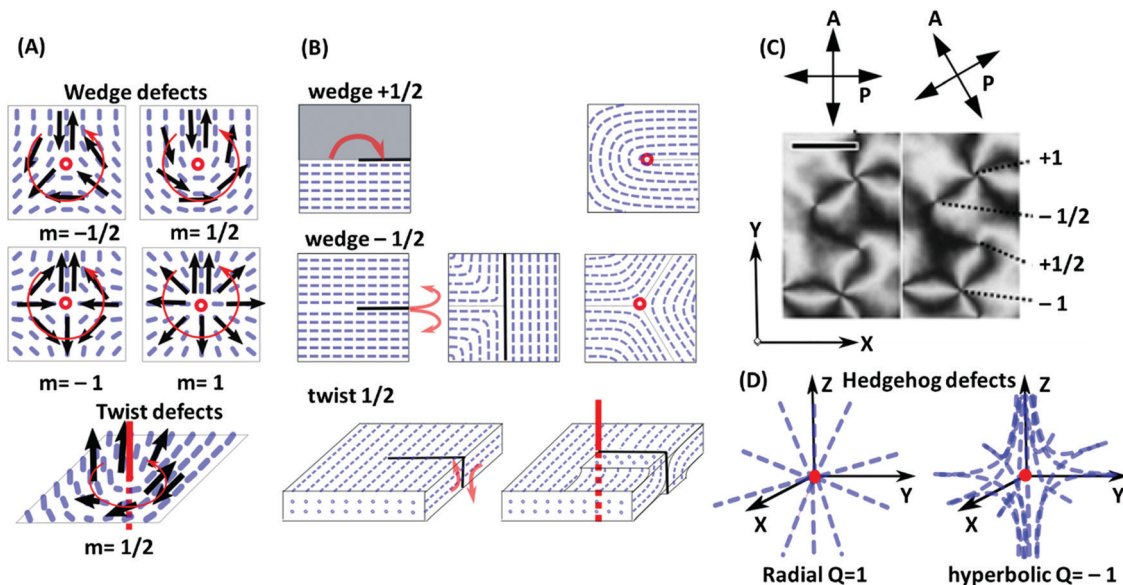 (A)
Wedge defects
m= −1/2
m= 1/2
m= − 1
m= 1
Twist defects
m= 1/2
(B)
wedge +1/2
wedge − 1/2
twist 1/2
(C)
A
P
A
P
Y
X
+1
− 1/2
+1/2
− 1
(D)
Hedgehog defects
Z
Y
X
Radial Q=1
Z
Y
X
hyperbolic Q= − 1